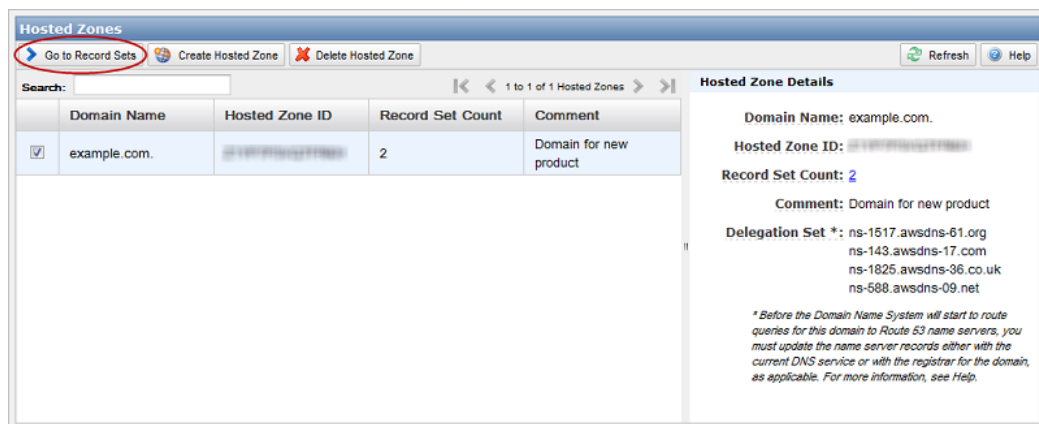 Hosted Zones
Go to Record Sets Create Hosted Zone Delete Hosted Zone Refresh Help
Search: 1 to 1 of 1 Hosted Zones
Domain Name Hosted Zone ID Record Set Count Comment
example.com. 2 Domain for new
product
Hosted Zone Details
Domain Name: example.com.
Hosted Zone ID:
Record Set Count: 2
Comment: Domain for new product
Delegation Set *: ns-1517.awsdns-61.org
ns-143.awsdns-17.com
ns-1825.awsdns-36.co.uk
ns-588.awsdns-09.net
* Before the Domain Name System will start to route
queries for this domain to Route 53 name servers, you
must update the name server records either with the
current DNS service or with the registrar for the domain,
as applicable. For more information, see Help.